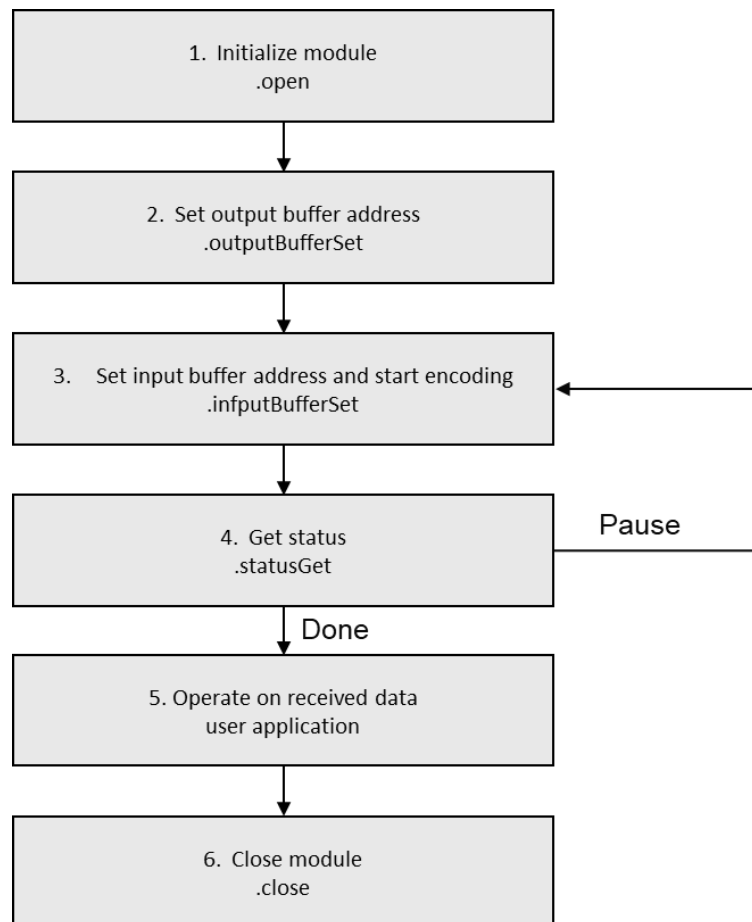 1. Initialize module
.open
2. Set output buffer address
.outputBufferSet
3. Set input buffer address and start encoding
.infputBufferSet
4. Get status
.statusGet
Pause
Done
5. Operate on received data
user application
6. Close module
.close